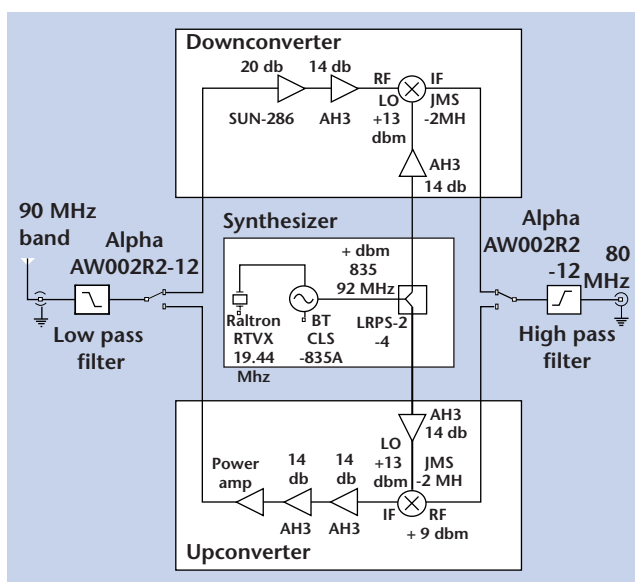 Downconverter
20 db
14 db
RF
IF
LO
+13
dbm
JMS
-2MH
SUN-286
AH3
AH3
14 db
90 MHz
band
Alpha
AW002R2-12
Low pass
filter
Synthesizer
+ dbm
835
92 MHz
Raltron
RTVX
19.44
Mhz
BT
CLS
-835A
LRPS-2
-4
Alpha
AW002R2
-12
80
MHz
High pass
filter
AH3
14 db
LO
+13
dbm
JMS
-2 MH
Power
amp
14
db
14
db
AH3
AH3
IF
RF
+ 9 dbm
Upconverter